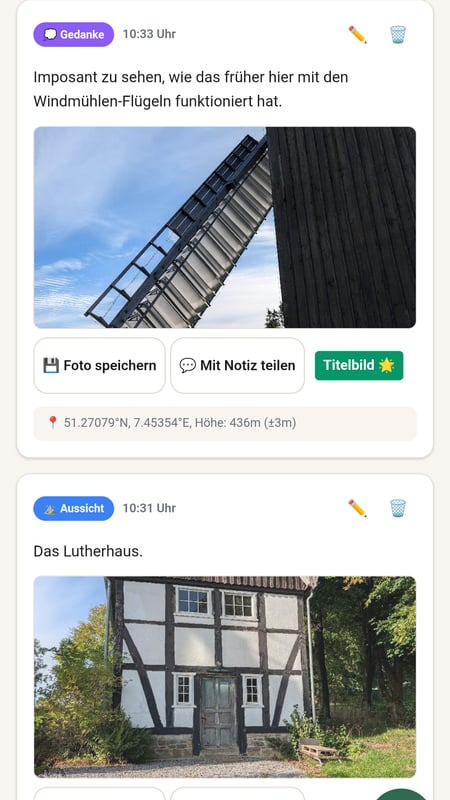 💭 Gedanke 10:33 Uhr ✏️ 🗑️
Imposant zu sehen, wie das früher hier mit den
Windmühlen-Flügeln funktioniert hat.
💾 Foto speichern 💬 Mit Notiz teilen Titelbild 🌟
📍 51.27079°N, 7.45354°E, Höhe: 436m (±3m)
Aussicht 10:31 Uhr ✏️ 🗑️
Das Lutherhaus.